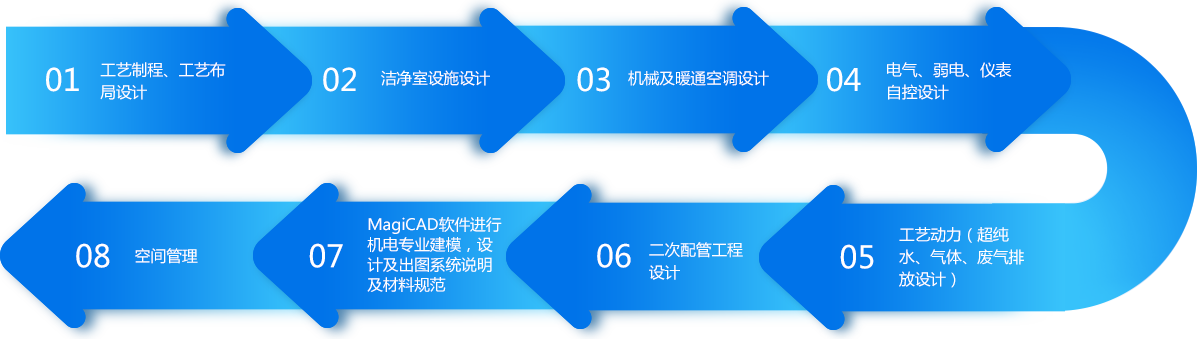 01
工艺制程、工艺布
局设计
02
洁净室设施设计
03
机械及暖通空调设计
04
电气、弱电、仪表
自控设计
05
工艺动力（超纯
水、气体、废气排
放设计）
06
二次配管工程
设计
07
MagiCAD软件进行
机电专业建模，设
计及出图系统说明
及材料规范
08
空间管理